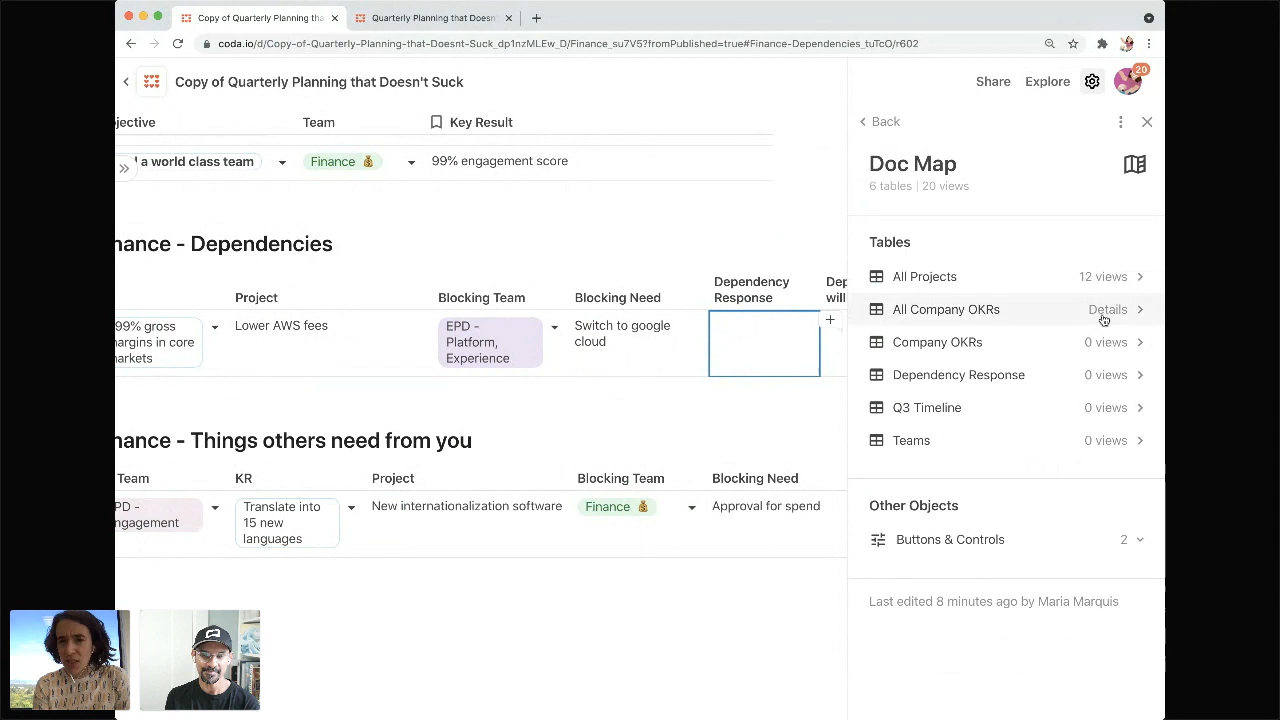 Copy of Quarterly Planning tha
Quarterly Planning that Doesn'
coda.io/d/Copy-of-Quarterly-Planning-that-Doesnt-Suck_dp1nzMLEw_D/Finance_su7V5?fromPublished=true#Finance-Dependencies_tuTcO/r602
Copy of Quarterly Planning that Doesn't Suck
Share
Explore
20
jective
Team
Key Result
a world class team
Finance 💰
99% engagement score
nance - Dependencies
Project
Blocking Team
Blocking Need
Dependency
Response
Dep
will
99% gross
margins in core
markets
Lower AWS fees
EPD -
Platform,
Experience
Switch to google
cloud
nance - Things others need from you
Team
KR
Project
Blocking Team
Blocking Need
PD -
ngagement
Translate into
15 new
languages
New internationalization software
Finance 💰
Approval for spend
Back
Doc Map
6 tables | 20 views
Tables
All Projects
12 views
All Company OKRs
Details
Company OKRs
0 views
Dependency Response
0 views
Q3 Timeline
0 views
Teams
0 views
Other Objects
Buttons & Controls
2
Last edited 8 minutes ago by Maria Marquis